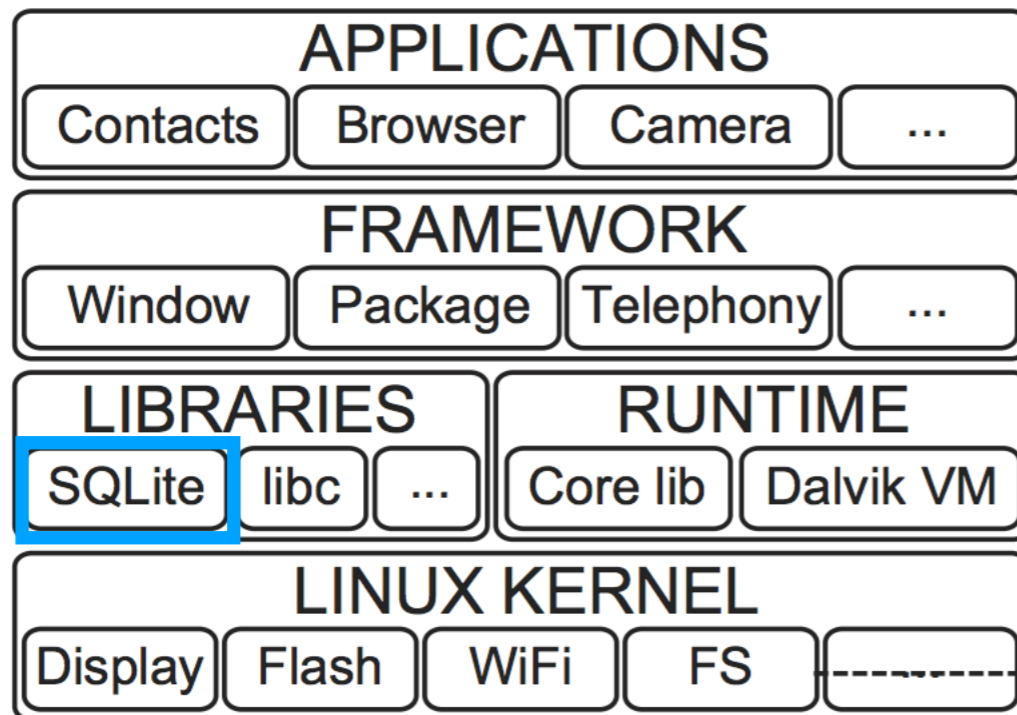 APPLICATIONS
Contacts Browser Camera ...
FRAMEWORK
Window Package Telephony ...
LIBRARIES RUNTIME
SQLite libc ... Core lib Dalvik VM
LINUX KERNEL
Display Flash WiFi FS ...